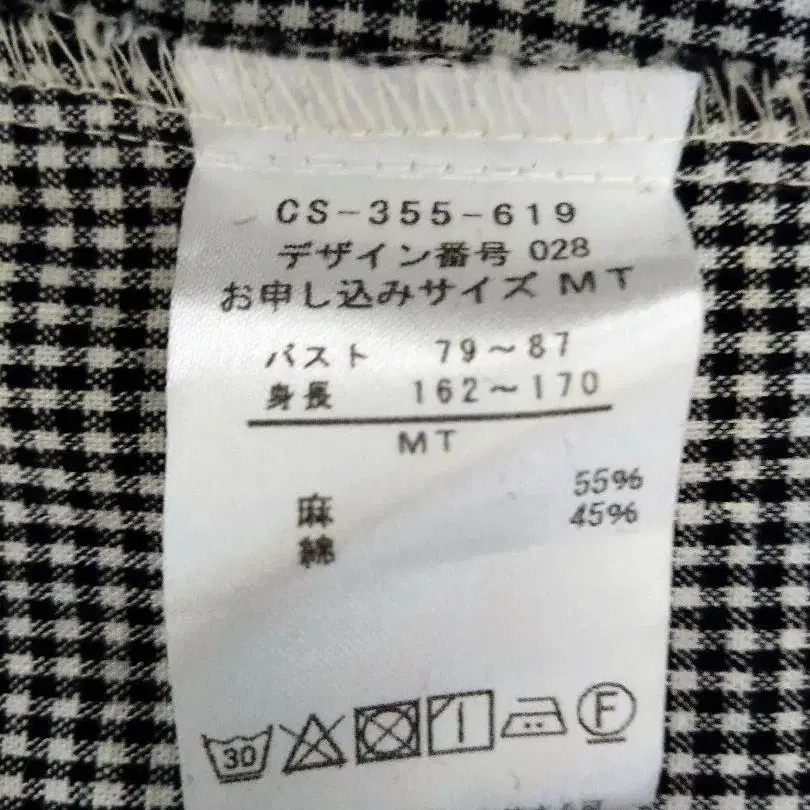 CS-355-619
デザイン番号 028
お申し込みサイズ MT
バスト 79~87
身長 162~170
MT
麻 55%
綿 45%
30 F